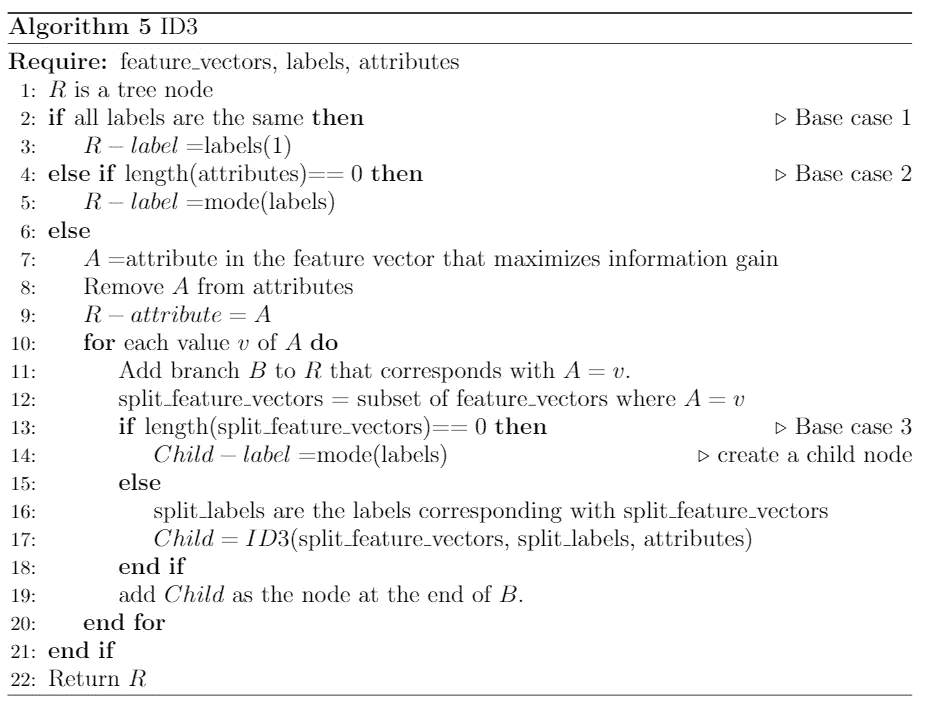 Algorithm 5 ID3
Require: feature_vectors, labels, attributes
1: R is a tree node
2: if all labels are the same then ▷ Base case 1
3: R − label =labels(1)
4: else if length(attributes)== 0 then ▷ Base case 2
5: R − label =mode(labels)
6: else
7: A =attribute in the feature vector that maximizes information gain
8: Remove A from attributes
9: R − attribute = A
10: for each value v of A do
11: Add branch B to R that corresponds with A = v.
12: split_feature_vectors = subset of feature_vectors where A = v
13: if length(split_feature_vectors)== 0 then ▷ Base case 3
14: Child − label =mode(labels) ▷ create a child node
15: else
16: split_labels are the labels corresponding with split_feature_vectors
17: Child = ID3(split_feature_vectors, split_labels, attributes)
18: end if
19: add Child as the node at the end of B.
20: end for
21: end if
22: Return R